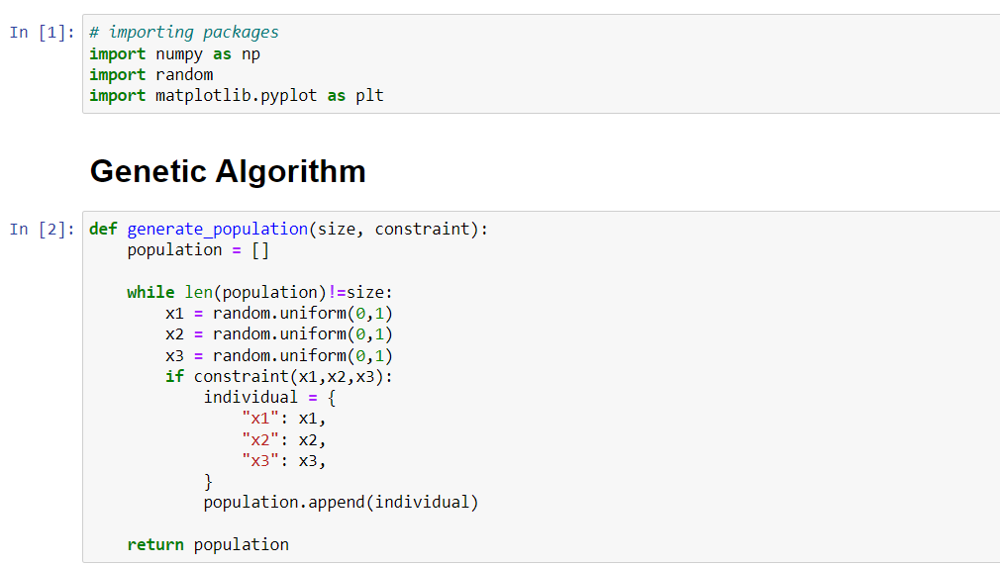 In [1]: # importing packages
import numpy as np
import random
import matplotlib.pyplot as plt
Genetic Algorithm
In [2]: def generate_population(size, constraint):
    population = []
    while len(population)!=size:
        x1 = random.uniform(0,1)
        x2 = random.uniform(0,1)
        x3 = random.uniform(0,1)
        if constraint(x1,x2,x3):
            individual = {
                "x1": x1,
                "x2": x2,
                "x3": x3,
            }
            population.append(individual)
    return population